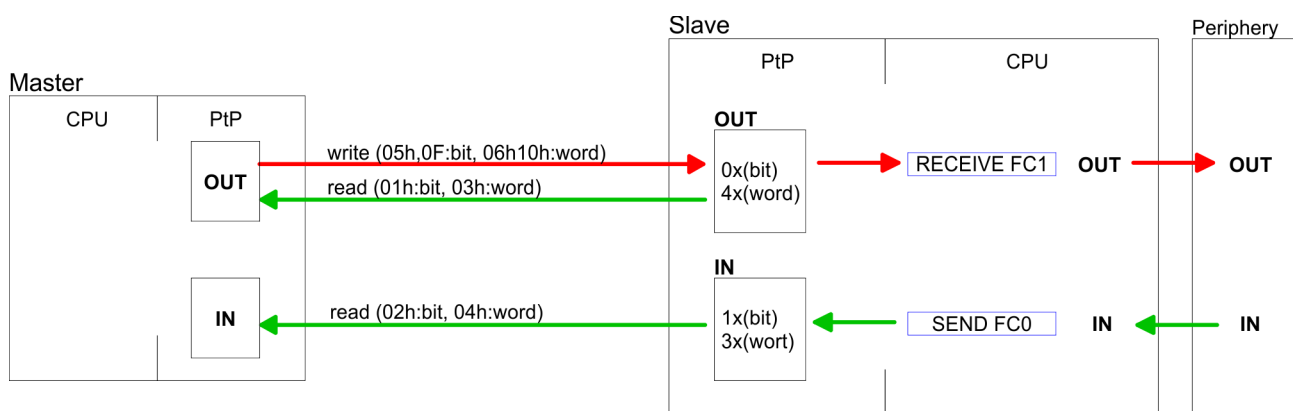 Slave
Periphery
PtP CPU
Master
CPU PtP
OUT
write (05h,0F:bit, 06h10h:word)
0x(bit) RECEIVE FC1 OUT OUT
OUT
read (01h:bit, 03h:word)
4x(word)
IN
read (02h:bit, 04h:word)
IN
1x(bit)
SEND FC0 IN IN
3x(wort)